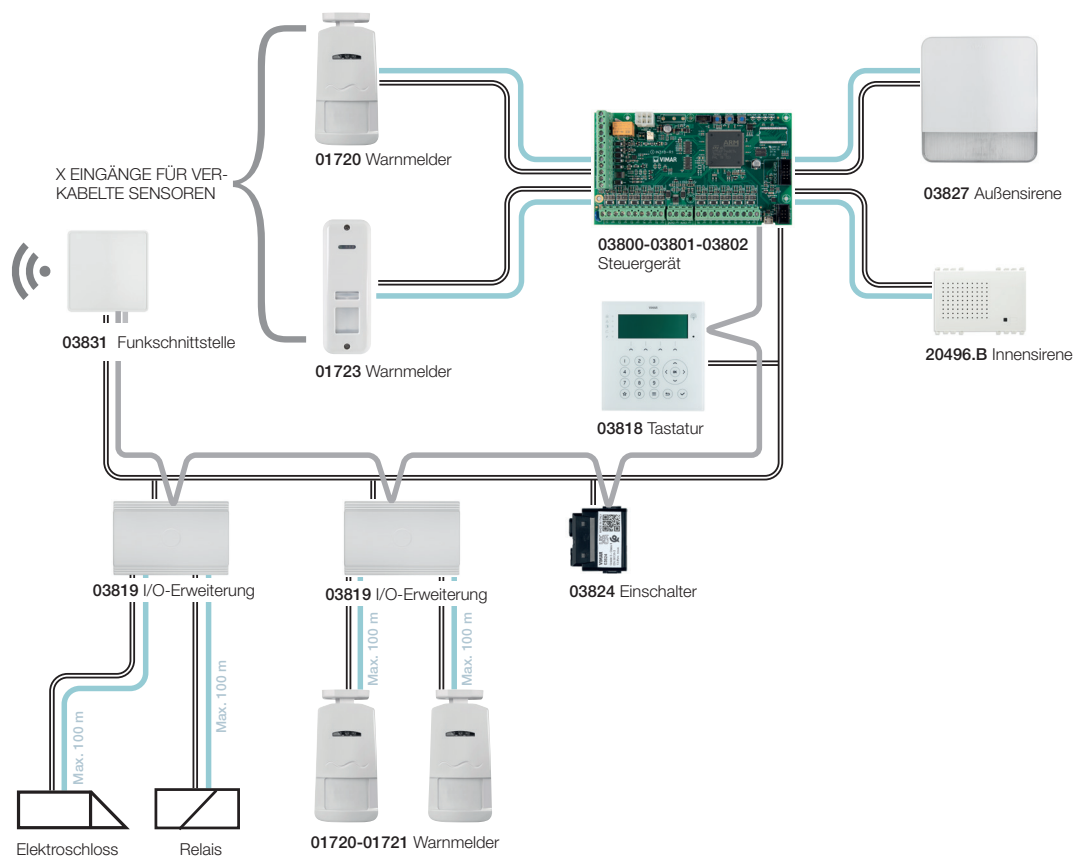 01720 Warnmelder
X EINGÄNGE FÜR VER-
KABELTE SENSOREN
VIMAR
03827 Außensirene
03800-03801-03802
Steuergerät
03831 Funkschnittstelle
01723 Warnmelder
20496.B Innensirene
03818 Tastatur
03819 I/O-Erweiterung
03819 I/O-Erweiterung
03824 Einschalter
Max. 100 m
Max. 100 m
Max. 100 m
Max. 100 m
01720-01721 Warnmelder
Elektroschloss
Relais